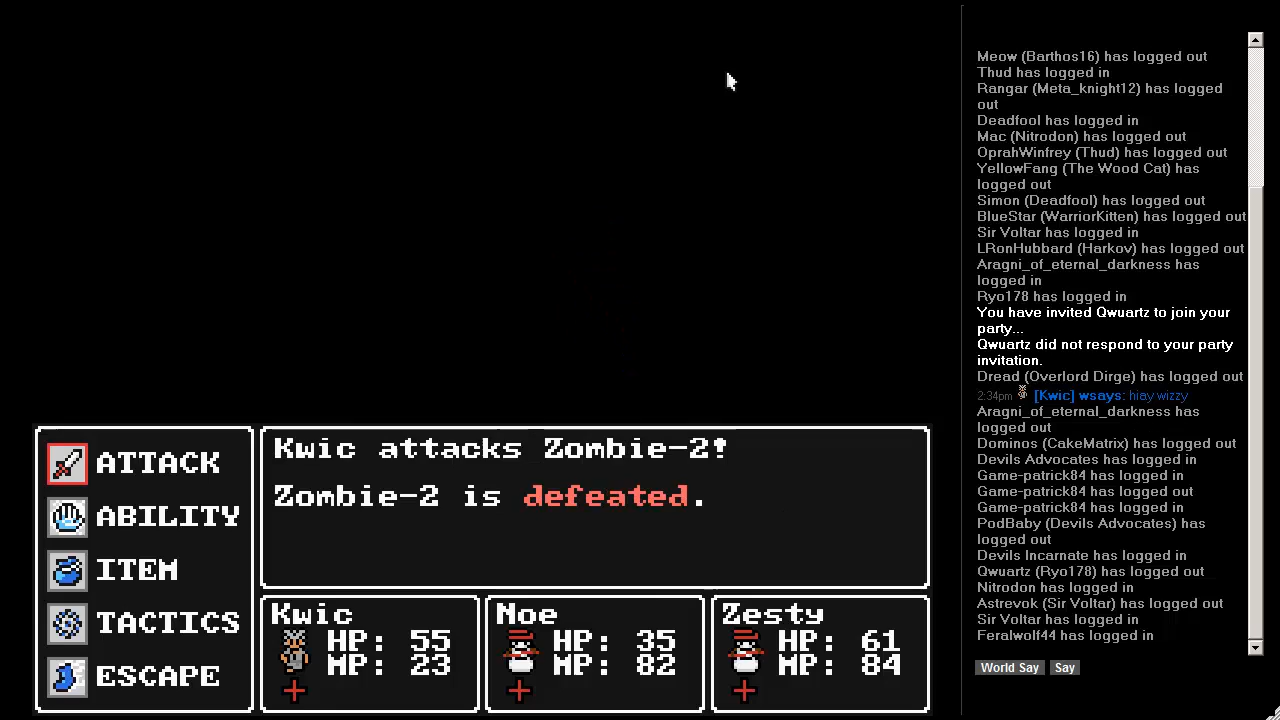 Kwic attacks Zombie-2!
Zombie-2 is defeated.
ATTACK
ABILITY
ITEM
TACTICS
ESCAPE
Kwic
HP: 55
MP: 23
Noe
HP: 35
MP: 82
Zesty
HP: 61
MP: 84
Meow (Barthos16) has logged out
Thud has logged in
Rangar (Meta_knight12) has logged
out
Deadfool has logged in
Mac (Nitrodon) has logged out
OprahWinfrey (Thud) has logged out
YellowFang (The Wood Cat) has
logged out
Simon (Deadfool) has logged out
BlueStar (WarriorKitten) has logged out
Sir Voltar has logged in
LRonHubbard (Harkov) has logged out
Aragni_of_eternal_darkness has
logged in
Ryo178 has logged in
You have invited Qwuartz to join your
party...
Qwuartz did not respond to your party
invitation.
Dread (Overlord Dirge) has logged out
2:34pm [Kwic] wsays: hiay wizzy
Aragni_of_eternal_darkness has
logged out
Dominos (CakeMatrix) has logged out
Devils Advocates has logged in
Game-patrick84 has logged in
Game-patrick84 has logged out
Game-patrick84 has logged in
PodBaby (Devils Advocates) has
logged out
Devils Incarnate has logged in
Qwuartz (Ryo178) has logged out
Nitrodon has logged in
Astrevok (Sir Voltar) has logged out
Sir Voltar has logged in
Feralwolf44 has logged in
World Say Say